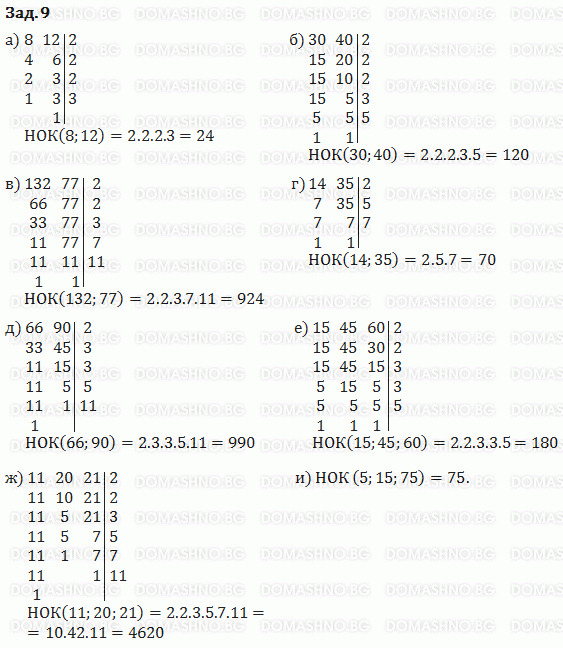 Зад.9
а) 8 12 | 2
4 6 | 2
2 3 | 2
1 3 | 3
1 |
НОК(8; 12) = 2.2.2.3 = 24
б) 30 40 | 2
15 20 | 2
15 10 | 2
15 5 | 3
5 5 | 5
1 1 |
НОК(30; 40) = 2.2.2.3.5 = 120
в) 132 77 | 2
66 77 | 2
33 77 | 3
11 77 | 7
11 11 | 11
1 1 |
НОК(132; 77) = 2.2.3.7.11 = 924
г) 14 35 | 2
7 35 | 5
7 7 | 7
1 1 |
НОК(14; 35) = 2.5.7 = 70
д) 66 90 | 2
33 45 | 3
11 15 | 3
11 5 | 5
11 1 | 11
1 |
НОК(66; 90) = 2.3.3.5.11 = 990
е) 15 45 60 | 2
15 45 30 | 2
15 45 15 | 3
5 15 5 | 3
5 5 5 | 5
1 1 1 |
НОК(15; 45; 60) = 2.2.3.3.5 = 180
ж) 11 20 21 | 2
11 10 21 | 2
11 5 21 | 3
11 5 7 | 5
11 1 7 | 7
11 1 | 11
1 |
НОК(11; 20; 21) = 2.2.3.5.7.11 =
= 10.42.11 = 4620
и) НОК (5; 15; 75) = 75.
DOMASHNO.BG